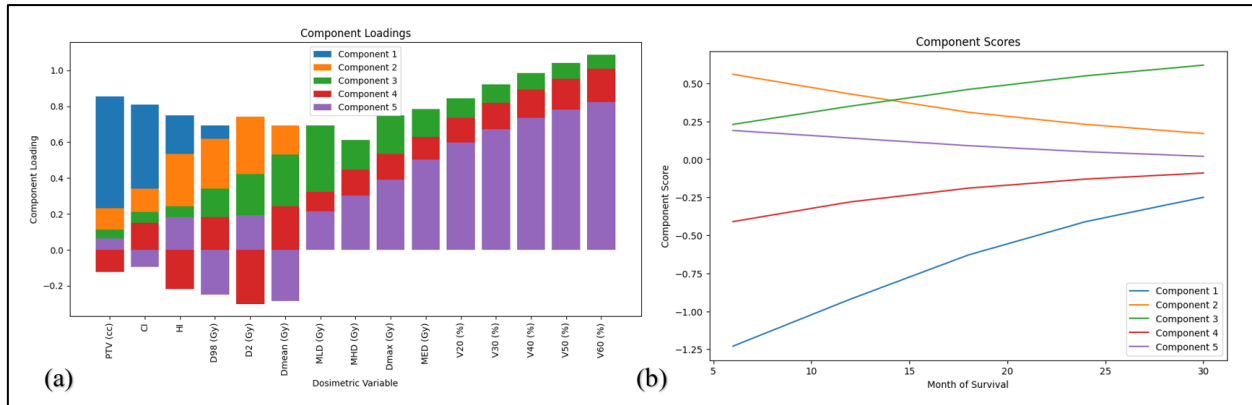 Component Loadings
Component 1
Component 2
Component 3
Component 4
Component 5
1.0
0.8
0.6
0.4
0.2
0.0
−0.2
Component Loading
PTV (cc)
CI
HI
D98 (Gy)
D2 (Gy)
Dmean (Gy)
MLD (Gy)
MHD (Gy)
Dmax (Gy)
MED (Gy)
V20 (%)
V30 (%)
V40 (%)
V50 (%)
V60 (%)
Dosimetric Variable
(a)
Component Scores
0.50
0.25
0.00
−0.25
−0.50
−0.75
−1.00
−1.25
Component Score
Component 1
Component 2
Component 3
Component 4
Component 5
5
10
15
20
25
30
Month of Survival
(b)